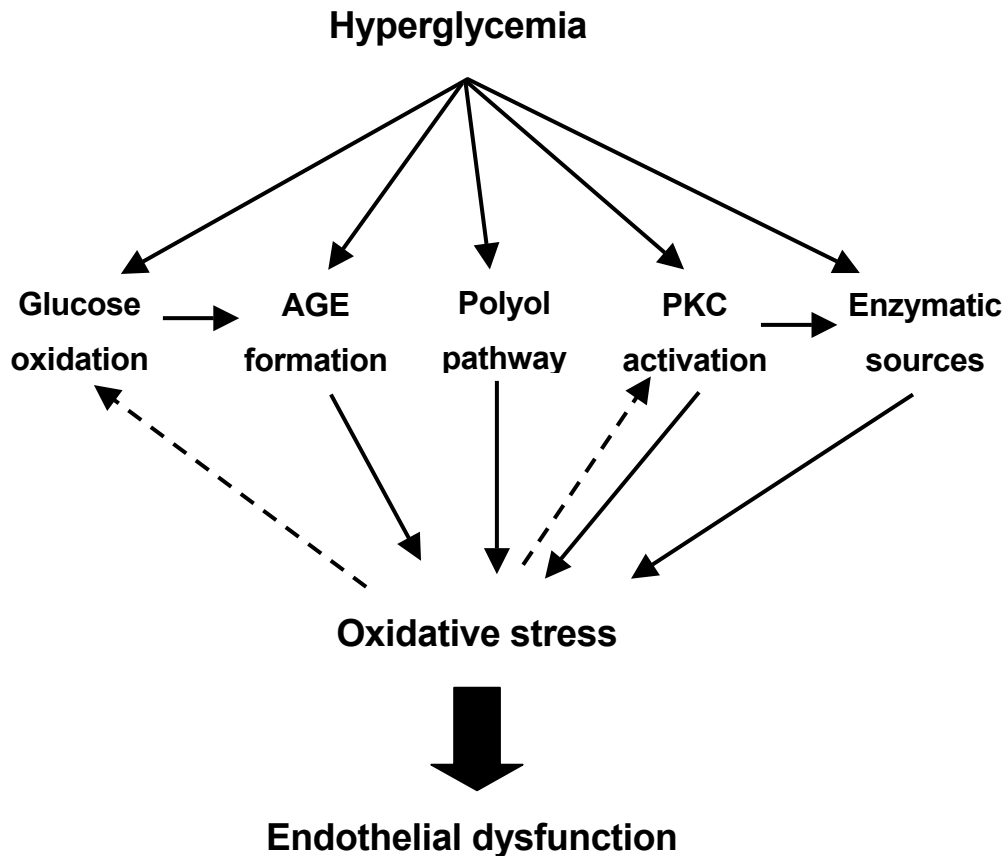 Hyperglycemia
Glucose oxidation
AGE formation
Polyol pathway
PKC activation
Enzymatic sources
Oxidative stress
Endothelial dysfunction